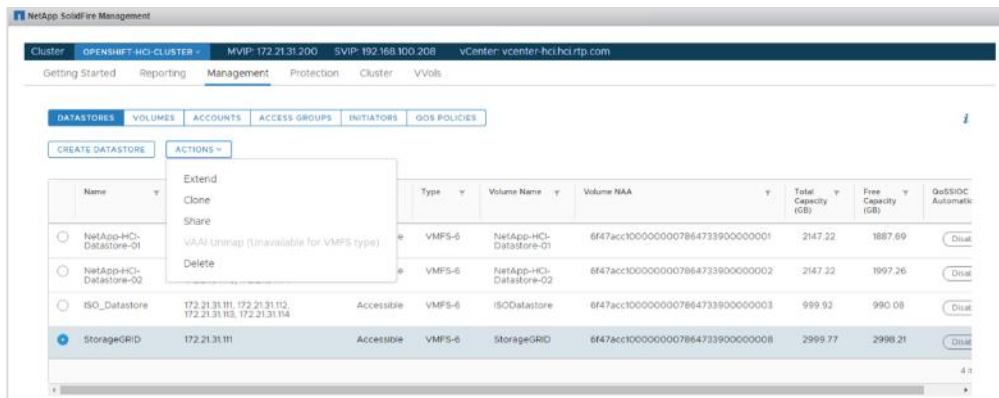 NetApp SolidFire Management
Cluster OPENSHIFT-HCI-CLUSTER MVIP: 172.21.31.200 SVIP: 192.168.100.208 vCenter: vcenter-hci.hci.rtp.com
Getting Started Reporting Management Protection Cluster VVols
DATASTORES VOLUMES ACCOUNTS ACCESS GROUPS INITIATORS QOS POLICIES
CREATE DATASTORE ACTIONS
Extend
Clone
Share
VAAI Unmap (Unavailable for VMFS type)
Delete
Name Type Volume Name Volume NAA Total Capacity (GB) Free Capacity (GB) QoSSIOC Automatic
NetApp-HCI-Datastore-01 e VMFS-6 NetApp-HCI-Datastore-01 6f47acc1000000007864733900000001 2147.22 1887.69 Disab
NetApp-HCI-Datastore-02 e VMFS-6 NetApp-HCI-Datastore-02 6f47acc1000000007864733900000002 2147.22 1997.26 Disab
ISO_Datastore 172.21.31.111, 172.21.31.112, 172.21.31.113, 172.21.31.114 Accessible VMFS-6 ISODatastore 6f47acc1000000007864733900000003 999.92 990.08 Disab
StorageGRID 172.21.31.111 Accessible VMFS-6 StorageGRID 6f47acc1000000007864733900000008 2999.77 2998.21 Disab